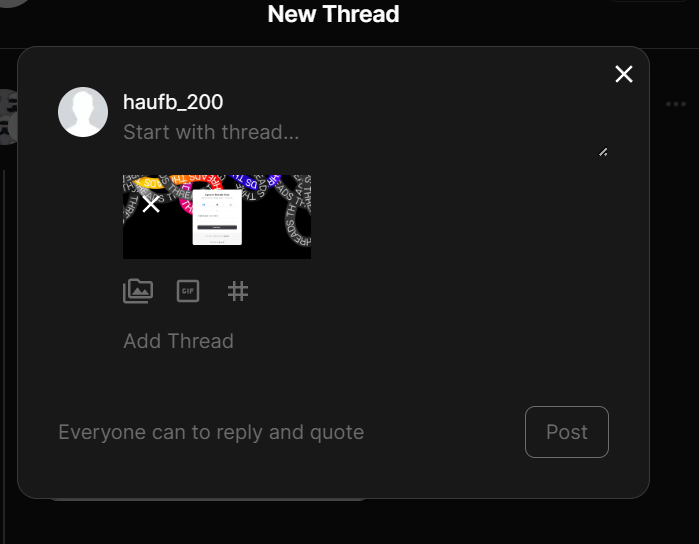 New Thread
haufb_200
Start with thread...
GIF
Add Thread
Everyone can to reply and quote
Post